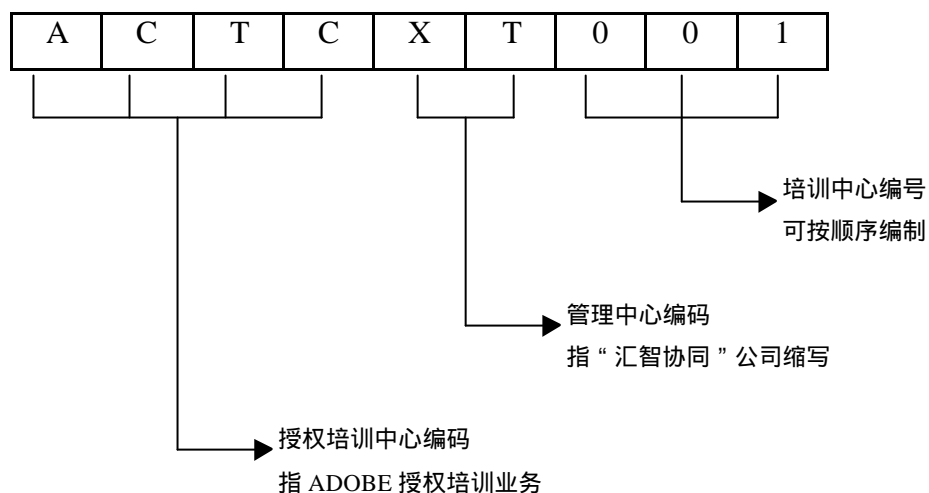 A C T C X T 0 0 1
培训中心编号
可按顺序编制
管理中心编码
指“汇智协同”公司缩写
授权培训中心编码
指 ADOBE 授权培训业务